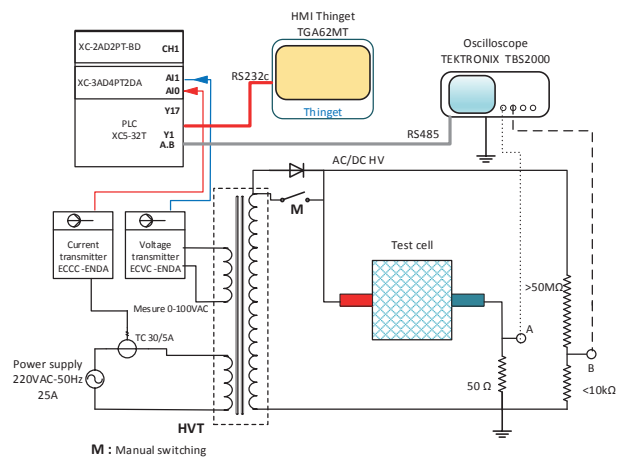 HMI Thinget
TGA62MT
Oscilloscope
TEKTRONIX TBS2000
XC-2AD2PT-BD
CH1
XC-3AD4PT2DA
AI1
AI0
RS232c
Thinget
Y17
PLC
XC5-32T
Y1
A.B
RS485
AC/DC HV
M
Current
transmitter
ECCC -ENDA
Voltage
transmitter
ECVC -ENDA
Test cell
>50MΩ
Mesure 0-100VAC
TC 30/5A
A
B
Power supply
220VAC-50Hz
25A
50 Ω
<10kΩ
HVT
M : Manual switching